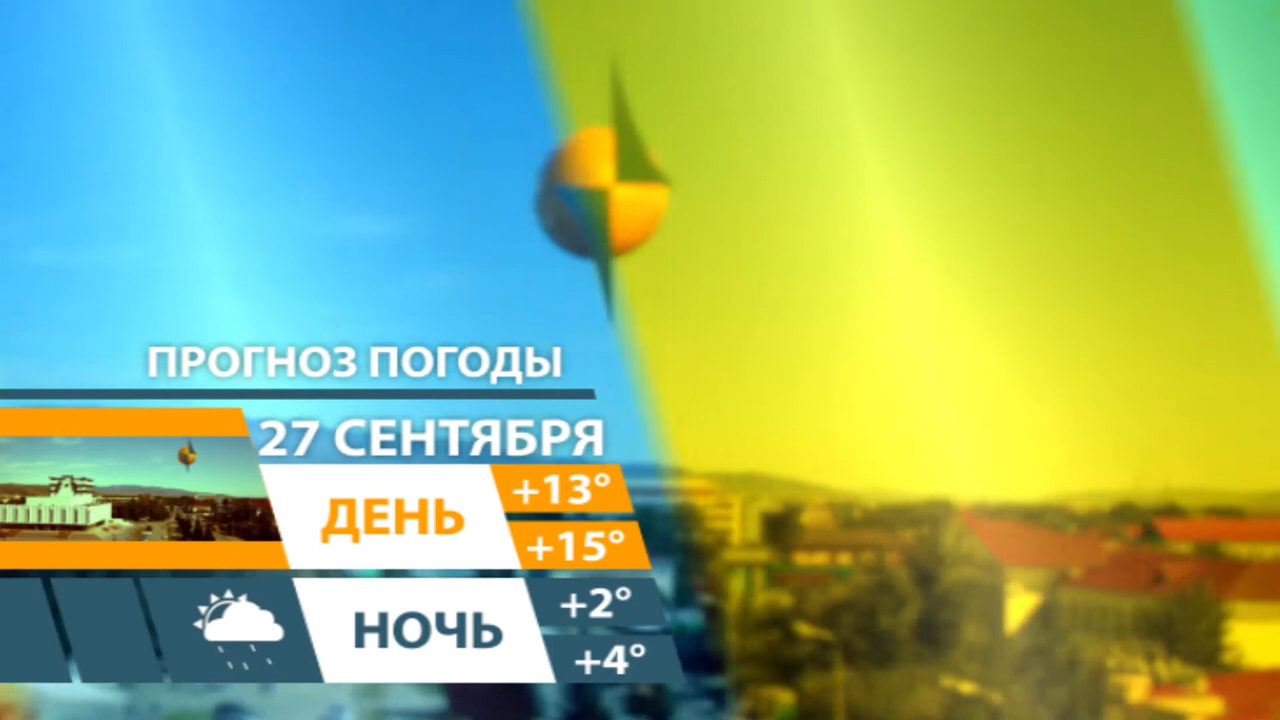 ПРОГНОЗ ПОГОДЫ
27 СЕНТЯБРЯ
ДЕНЬ
+13°
+15°
НОЧЬ
+2°
+4°